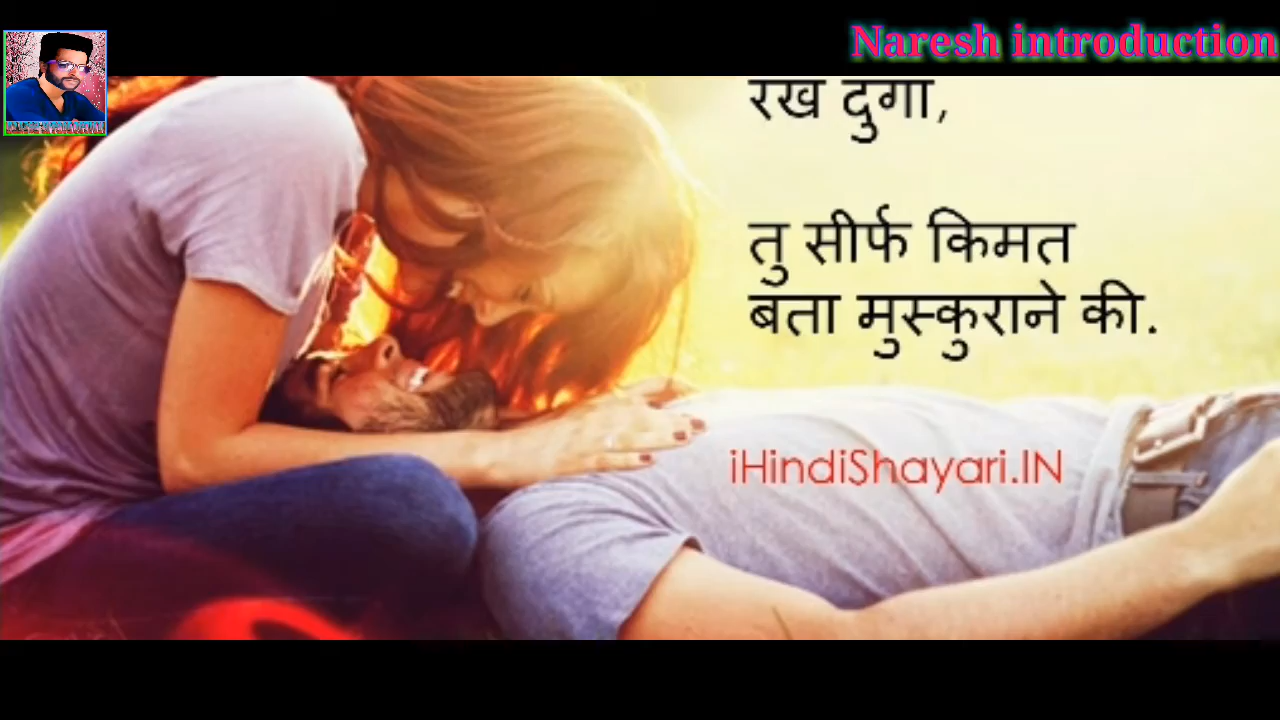 Naresh introduction
रख दुगा,
तु सीर्फ किमत
बता मुस्कुराने की.
iHindiShayari.IN